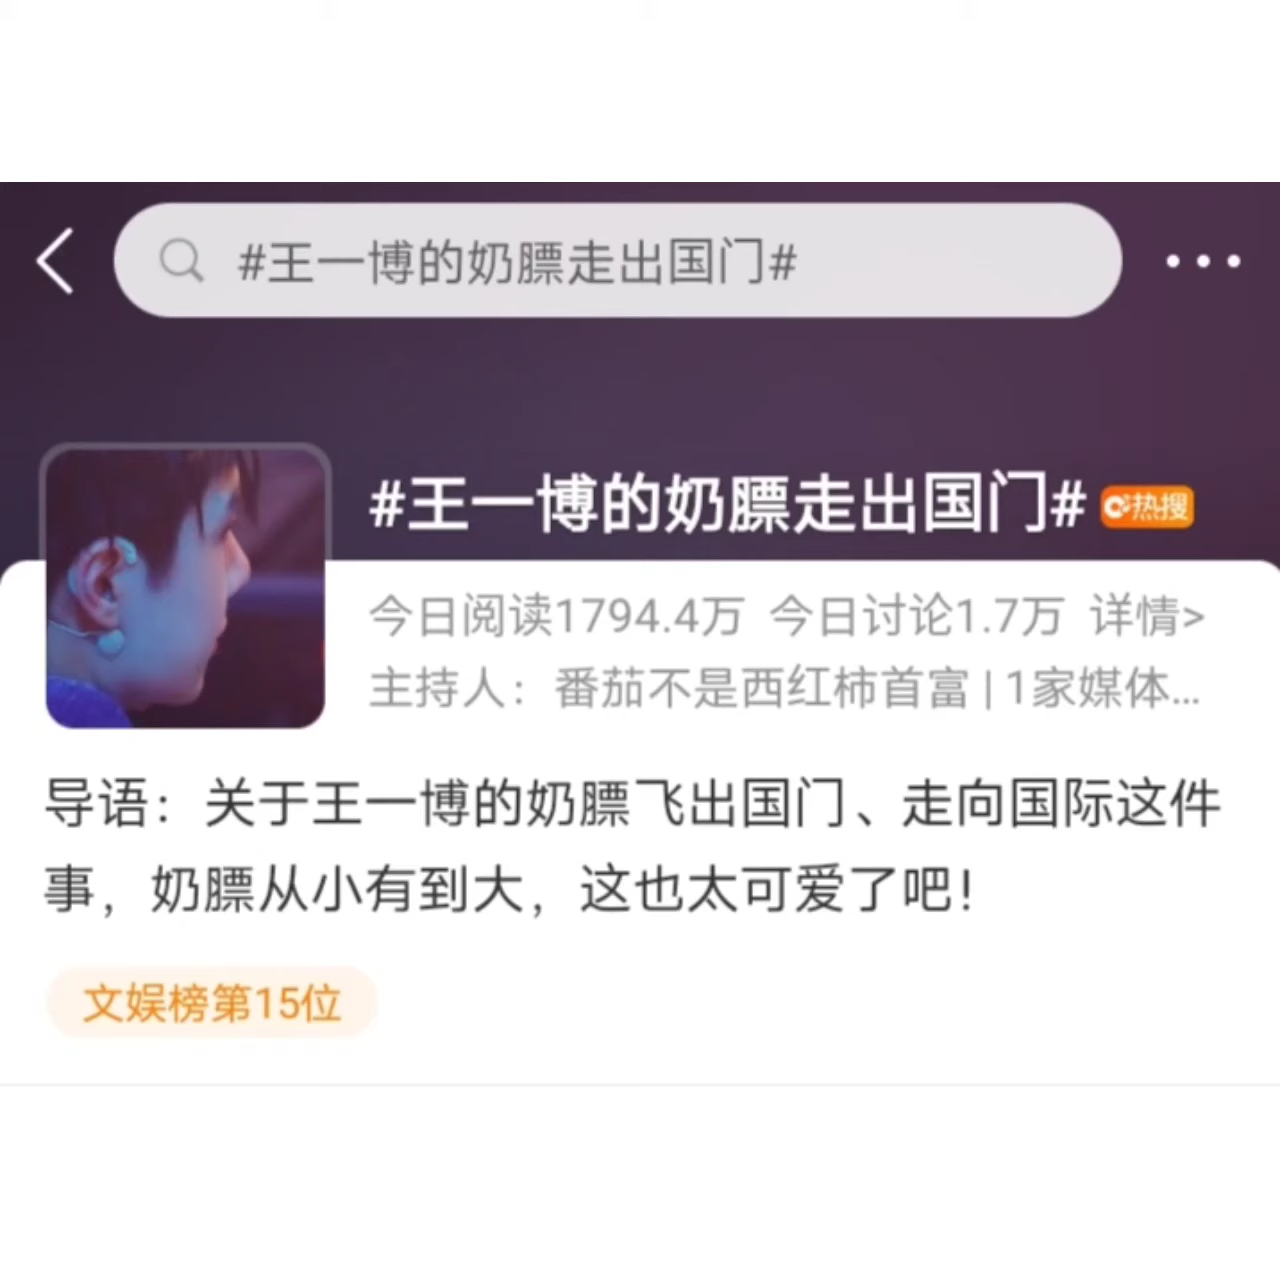 #王一博的奶膘走出国门#
#王一博的奶膘走出国门# 热搜
今日阅读1794.4万 今日讨论1.7万 详情>
主持人：番茄不是西红柿首富 | 1家媒体...
导语：关于王一博的奶膘飞出国门、走向国际这件
事，奶膘从小有到大，这也太可爱了吧！
文娱榜第15位